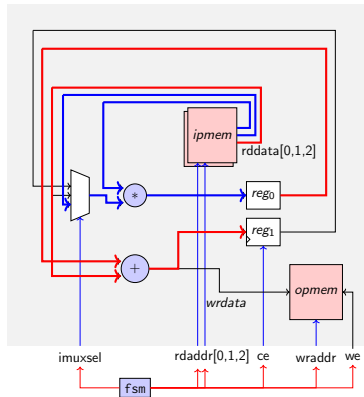 ipmem
rddata[0,1,2]
*
reg0
reg1
+
wrdata
opmem
imuxsel
rdaddr[0,1,2]
ce
wraddr
we
fsm